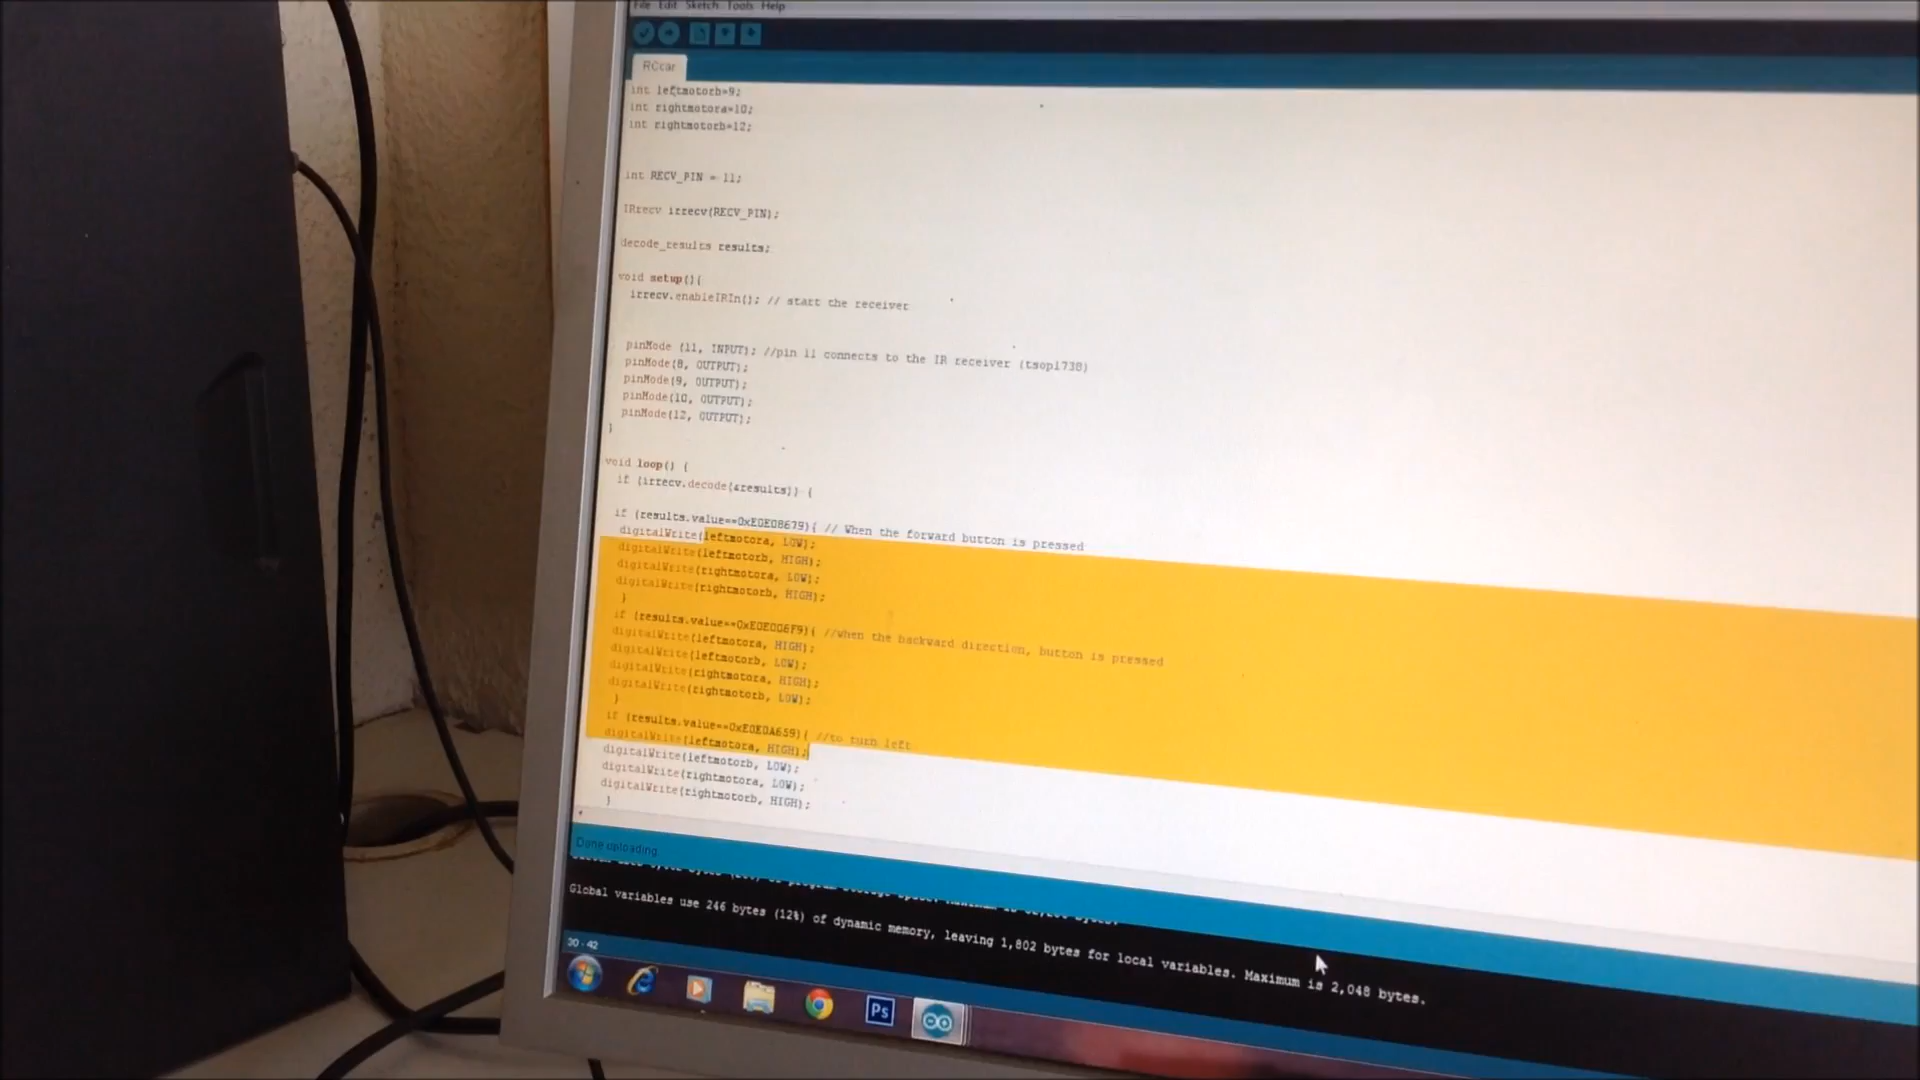 File Edit Sketch Tools Help
RCcar
int leftmotorb=9;
int rightmotora=10;
int rightmotorb=12;
int RECV_PIN = 11;
IRrecv irrecv(RECV_PIN);
decode_results results;
void setup(){
irrecv.enableIRIn(); // start the receiver
pinMode (11, INPUT); //pin 11 connects to the IR receiver (tsop1738)
pinMode(8, OUTPUT);
pinMode(9, OUTPUT);
pinMode(10, OUTPUT);
pinMode(12, OUTPUT);
}
void loop() {
if (irrecv.decode(&results)) {
if (results.value==0xE0E08679){ // When the forward button is pressed
digitalWrite(leftmotora, LOW);
digitalWrite(leftmotorb, HIGH);
digitalWrite(rightmotora, LOW);
digitalWrite(rightmotorb, HIGH);
}
if (results.value==0xE0E006F9){ //when the backward direction, button is pressed
digitalWrite(leftmotora, HIGH);
digitalWrite(leftmotorb, LOW);
digitalWrite(rightmotora, HIGH);
digitalWrite(rightmotorb, LOW);
}
if (results.value==0xE0E0A659){ //to turn left
digitalWrite(leftmotora, HIGH);
digitalWrite(leftmotorb, LOW);
digitalWrite(rightmotora, LOW);
digitalWrite(rightmotorb, HIGH);
}
Done uploading.
Global variables use 246 bytes (12%) of dynamic memory, leaving 1,802 bytes for local variables. Maximum is 2,048 bytes.
30 - 42
Ps